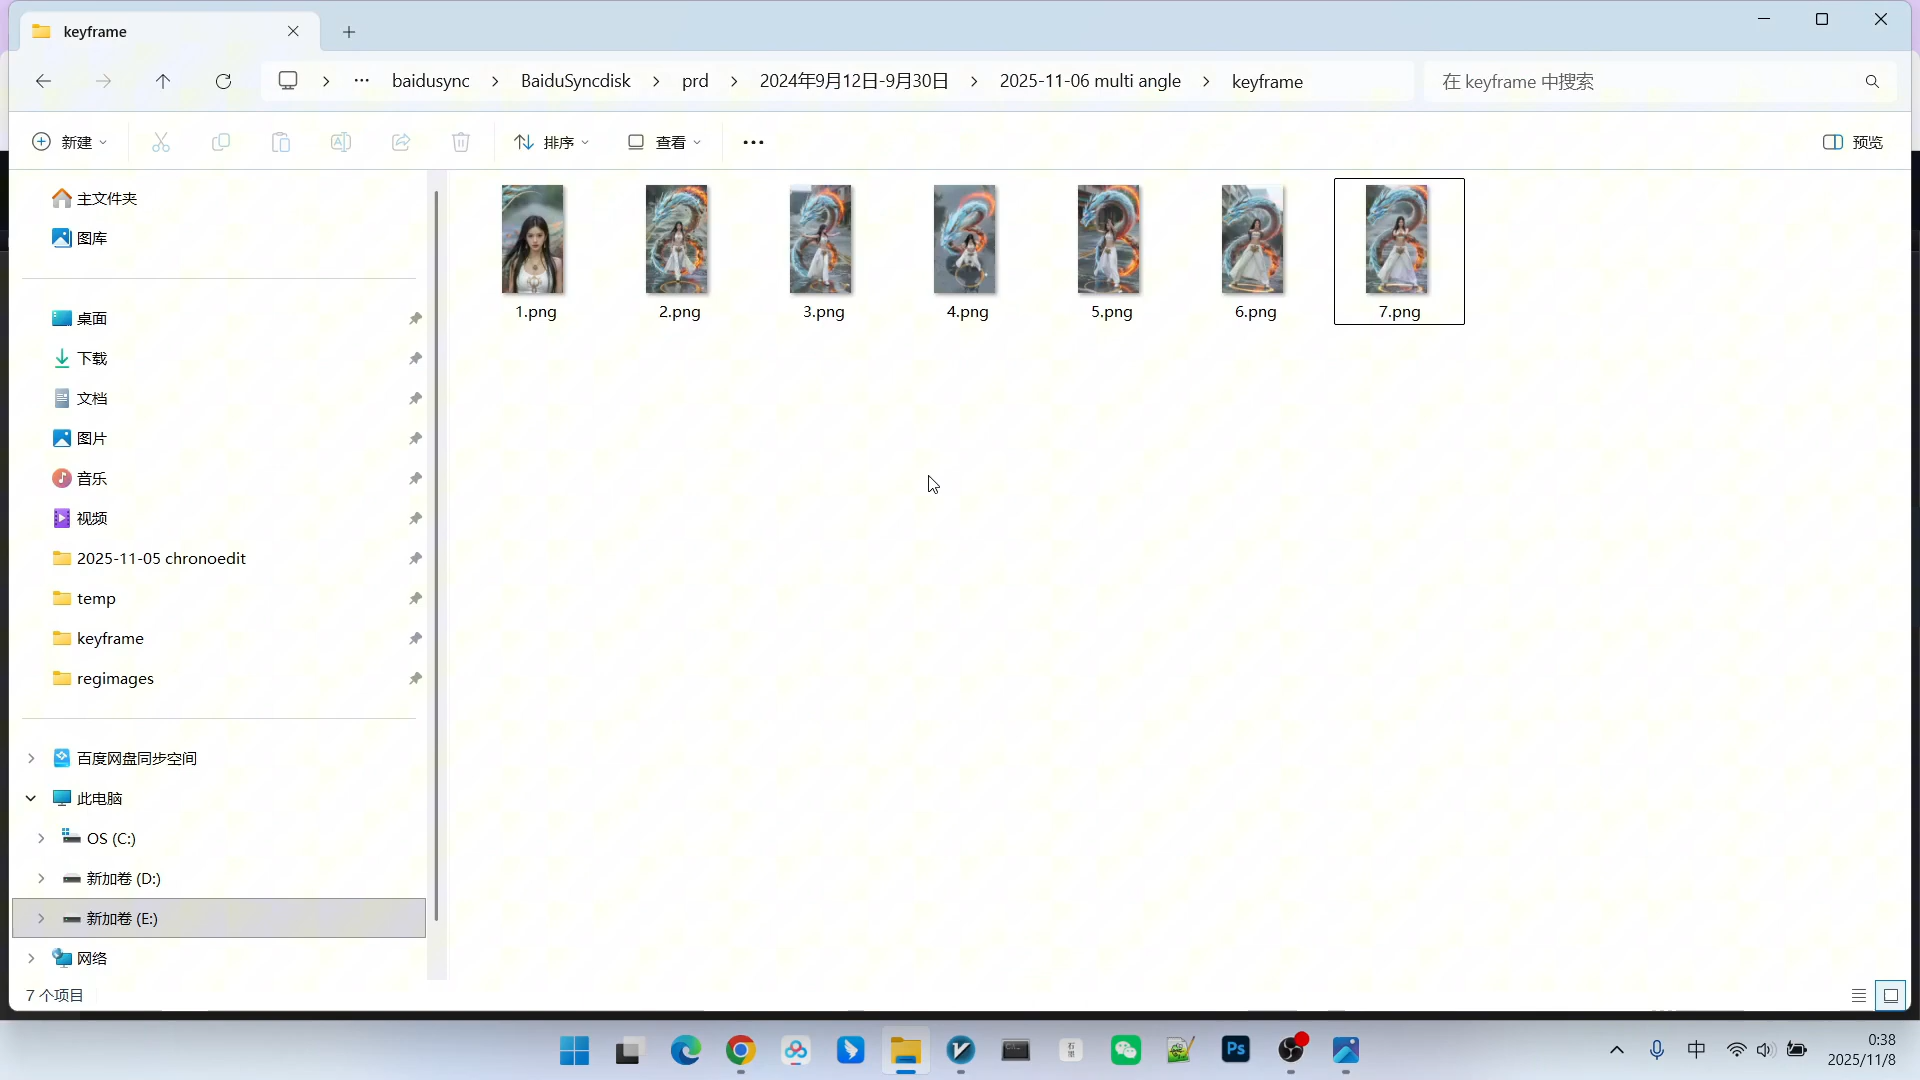 keyframe
baidusync
BaiduSyncdisk
prd
2024年9月12日-9月30日
2025-11-06 multi angle
keyframe
在 keyframe 中搜索
新建
排序
查看
预览
主文件夹
图库
桌面
下载
文档
图片
音乐
视频
2025-11-05 chronoedit
temp
keyframe
regimages
百度网盘同步空间
此电脑
OS (C:)
新加卷 (D:)
新加卷 (E:)
网络
1.png
2.png
3.png
4.png
5.png
6.png
7.png
7 个项目
Ps
中
0:38
2025/11/8